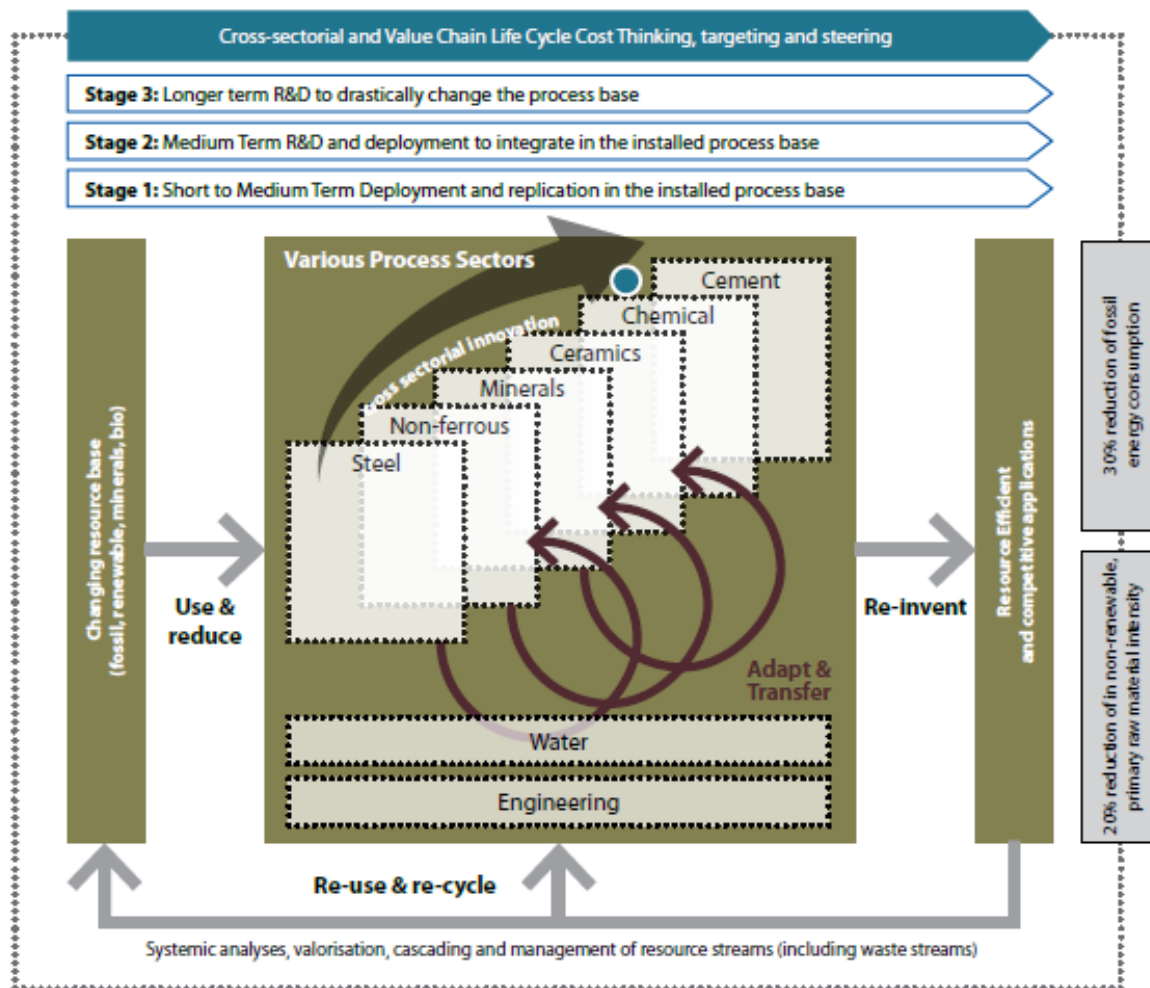 Cross-sectorial and Value Chain Life Cycle Cost Thinking, targeting and steering
Stage 3: Longer term R&D to drastically change the process base
Stage 2: Medium Term R&D and deployment to integrate in the installed process base
Stage 1: Short to Medium Term Deployment and replication in the installed process base
Changing resource base
(fossil, renewable, minerals, bio)
Use &
reduce
Various Process Sectors
cross sectorial innovation
Cement
Chemical
Ceramics
Minerals
Non-ferrous
Steel
Adapt &
Transfer
Water
Engineering
Re-invent
Resource Efficient
and competitive applications
30% reduction of fossil
energy consumption
20% reduction of in non-renewable,
primary raw material intensity
Re-use & re-cycle
Systemic analyses, valorisation, cascading and management of resource streams (including waste streams)